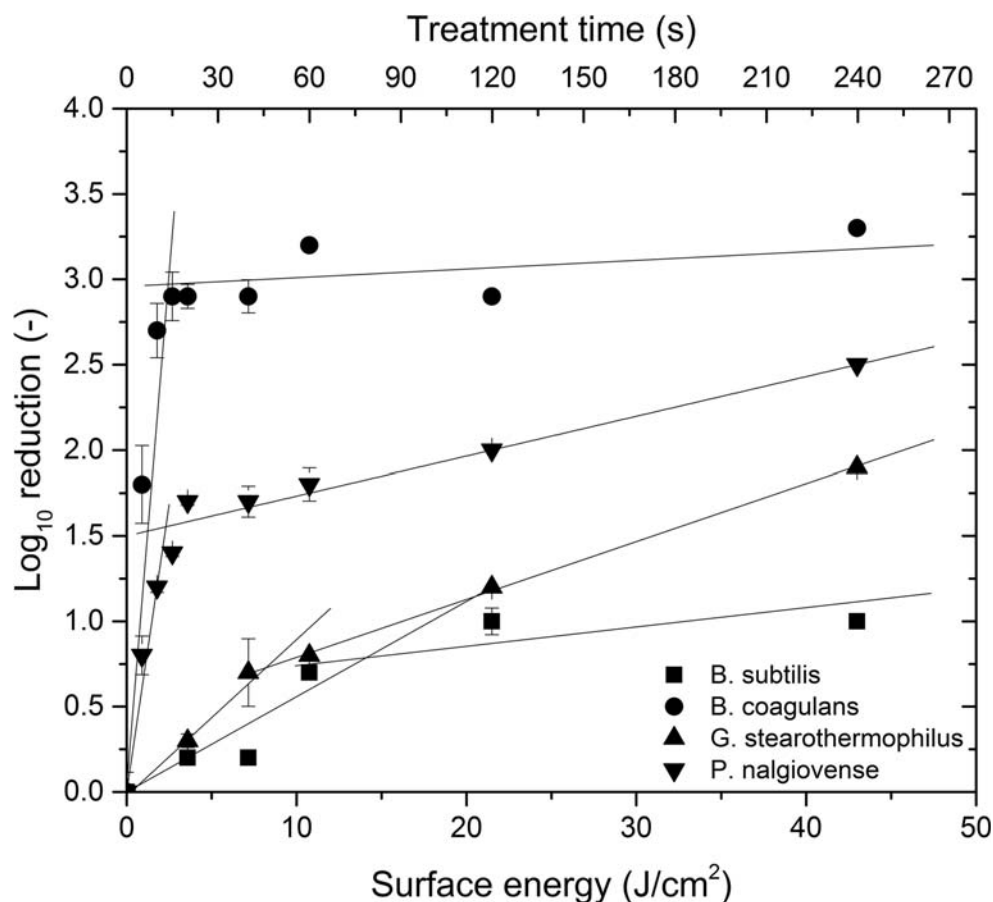 Treatment time (s)
0 30 60 90 120 150 180 210 240 270
4.0
3.5
3.0
2.5
2.0
1.5
1.0
0.5
0.0
Log₁₀ reduction (-)
B. subtilis
B. coagulans
G. stearothermophilus
P. nalgiovense
0 10 20 30 40 50
Surface energy (J/cm²)